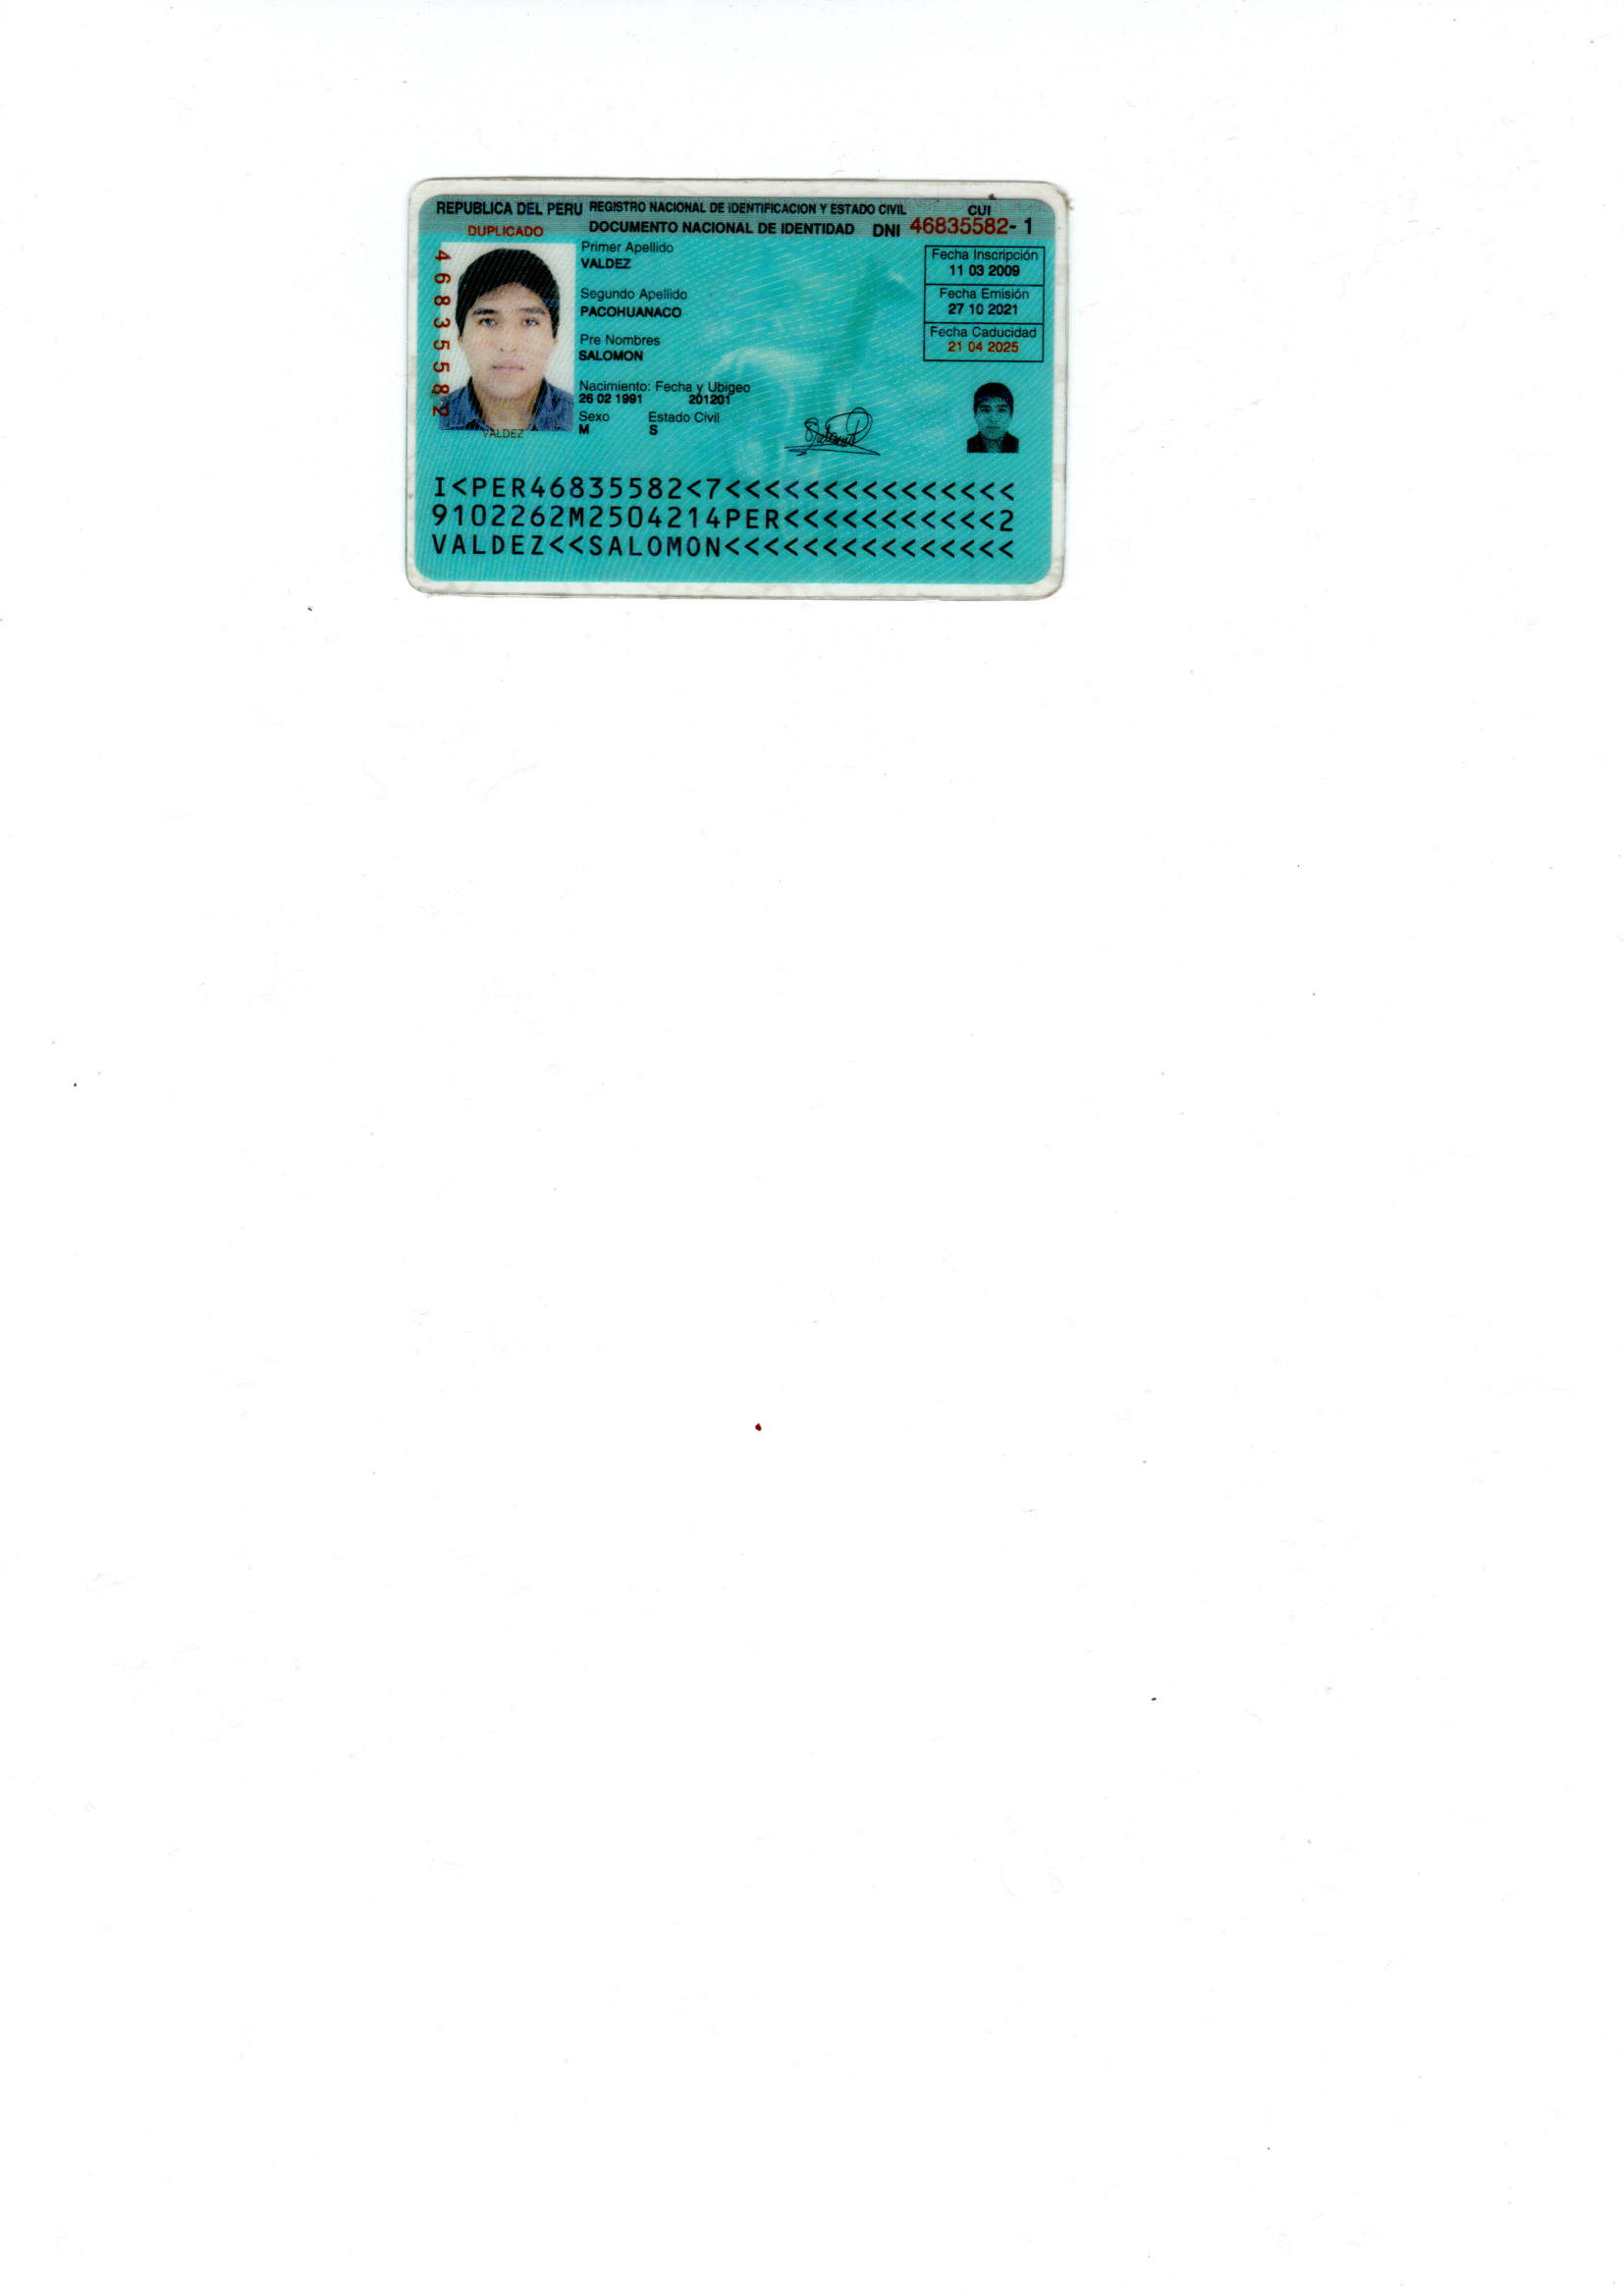 REPUBLICA DEL PERU REGISTRO NACIONAL DE IDENTIFICACION Y ESTADO CIVIL CUI
DUPLICADO DOCUMENTO NACIONAL DE IDENTIDAD DNI 46835582- 1
46835582
Primer Apellido
VALDEZ
Segundo Apellido
PACOHUANACO
Pre Nombres
SALOMON
Nacimiento: Fecha y Ubigeo
26 02 1991 201201
Sexo Estado Civil
M S
VALDEZ
Fecha Inscripción
11 03 2009
Fecha Emisión
27 10 2021
Fecha Caducidad
21 04 2025
I<PER46835582<7<<<<<<<<<<<<<<<
9102262M2504214PER<<<<<<<<<<<2
VALDEZ<<SALOMON<<<<<<<<<<<<<<<